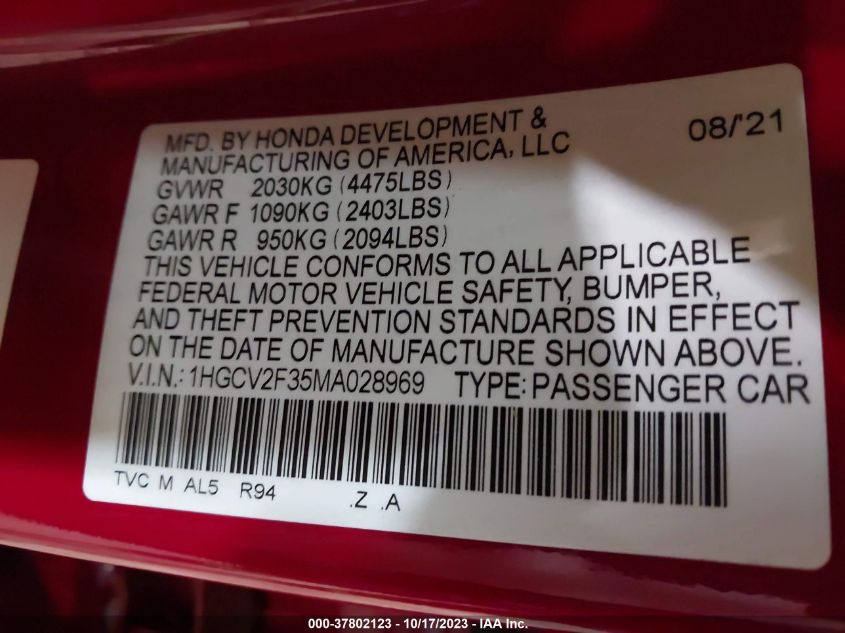 MFD. BY HONDA DEVELOPMENT &
MANUFACTURING OF AMERICA, LLC
08/'21
GVWR 2030KG (4475LBS)
GAWR F 1090KG (2403LBS)
GAWR R 950KG (2094LBS)
THIS VEHICLE CONFORMS TO ALL APPLICABLE
FEDERAL MOTOR VEHICLE SAFETY, BUMPER,
AND THEFT PREVENTION STANDARDS IN EFFECT
ON THE DATE OF MANUFACTURE SHOWN ABOVE.
V.I.N.: 1HGCV2F35MA028969 TYPE: PASSENGER CAR
TVC M AL5 R94 .Z .A
000-37802123 - 10/17/2023 - IAA Inc.